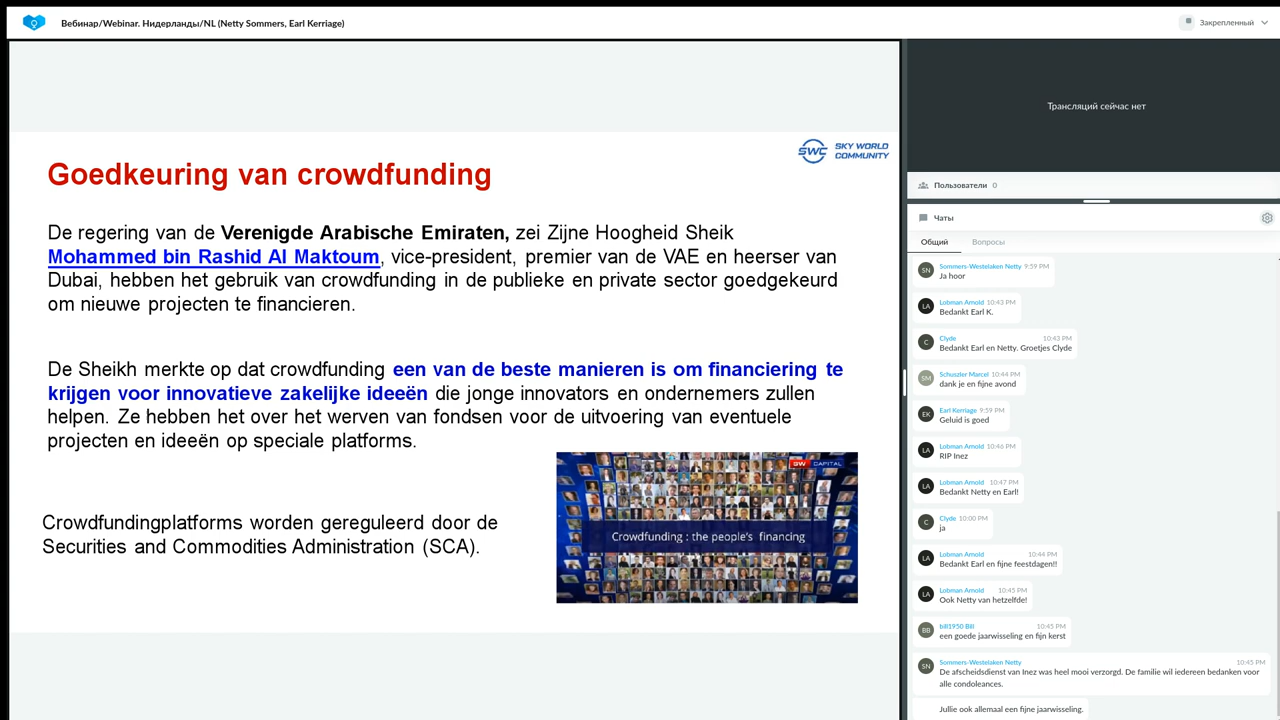 Вебинар/Webinar. Нидерланды/NL (Netty Sommers, Earl Kerriage)
Закрепленный
SWC SKY WORLD
COMMUNITY
Goedkeuring van crowdfunding
De regering van de Verenigde Arabische Emiraten, zei Zijne Hoogheid Sheik
Mohammed bin Rashid Al Maktoum, vice-president, premier van de VAE en heerser van
Dubai, hebben het gebruik van crowdfunding in de publieke en private sector goedgekeurd
om nieuwe projecten te financieren.
De Sheikh merkte op dat crowdfunding een van de beste manieren is om financiering te
krijgen voor innovatieve zakelijke ideeën die jonge innovators en ondernemers zullen
helpen. Ze hebben het over het werven van fondsen voor de uitvoering van eventuele
projecten en ideeën op speciale platforms.
Crowdfundingplatforms worden gereguleerd door de
Securities and Commodities Administration (SCA).
GW CAPITAL
Crowdfunding : the people's financing
Трансляций сейчас нет
Пользователи 0
Чаты
Общий Вопросы
SN Sommers-Westelaken Netty 9:59 PM
Ja hoor
LA Lobman Arnold 10:43 PM
Bedankt Earl K.
C Clyde 10:43 PM
Bedankt Earl en Netty. Groetjes Clyde
SM Schuszler Marcel 10:44 PM
dank je en fijne avond
EK Earl Kerriage 9:59 PM
Geluid is goed
LA Lobman Arnold 10:46 PM
RIP Inez
LA Lobman Arnold 10:47 PM
Bedankt Netty en Earl!
C Clyde 10:00 PM
ja
LA Lobman Arnold 10:44 PM
Bedankt Earl en fijne feestdagen!!
LA Lobman Arnold 10:45 PM
Ook Netty van hetzelfde!
BB bill1950 Bill 10:45 PM
een goede jaarwisseling en fijn kerst
SN Sommers-Westelaken Netty 10:45 PM
De afscheidsdienst van Inez was heel mooi verzorgd. De familie wil iedereen bedanken voor
alle condoleances.
Jullie ook allemaal een fijne jaarwisseling.